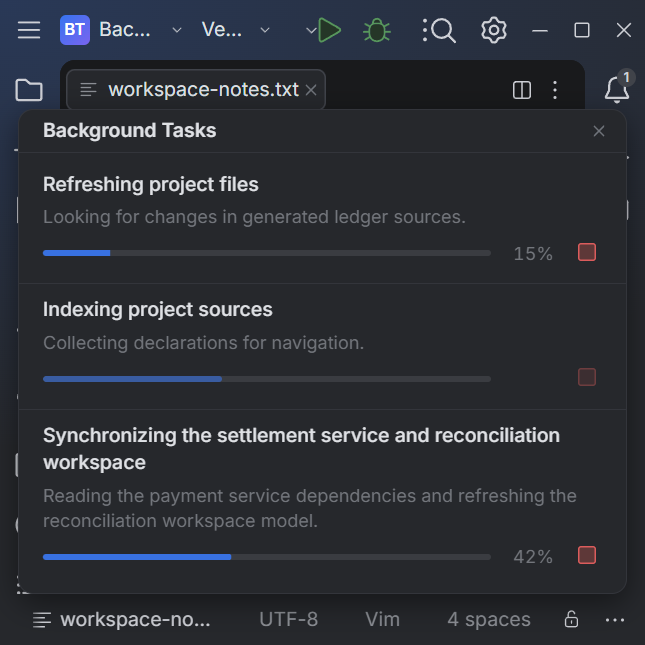 BT Bac... Ve...
workspace-notes.txt 1
Background Tasks
Refreshing project files
Looking for changes in generated ledger sources.
15%
Indexing project sources
Collecting declarations for navigation.
Synchronizing the settlement service and reconciliation
workspace
Reading the payment service dependencies and refreshing the
reconciliation workspace model.
42%
workspace-no... UTF-8 Vim 4 spaces